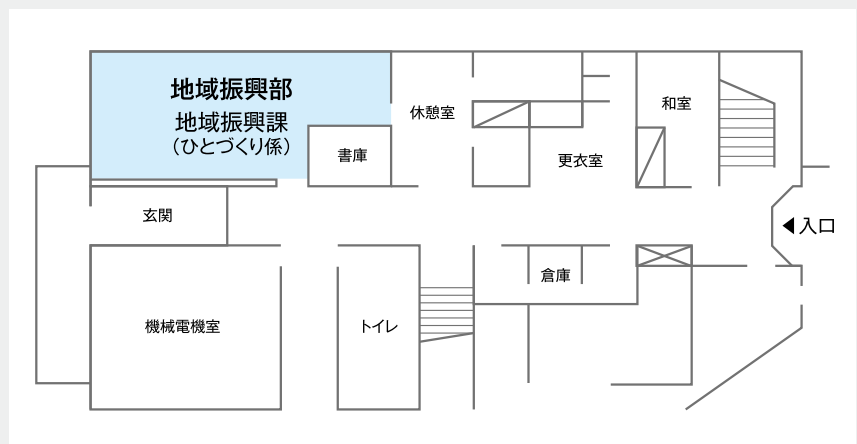 地域振興部
地域振興課
（ひとづくり係）
書庫
休憩室
和室
更衣室
玄関
入口
倉庫
機械電機室
トイレ